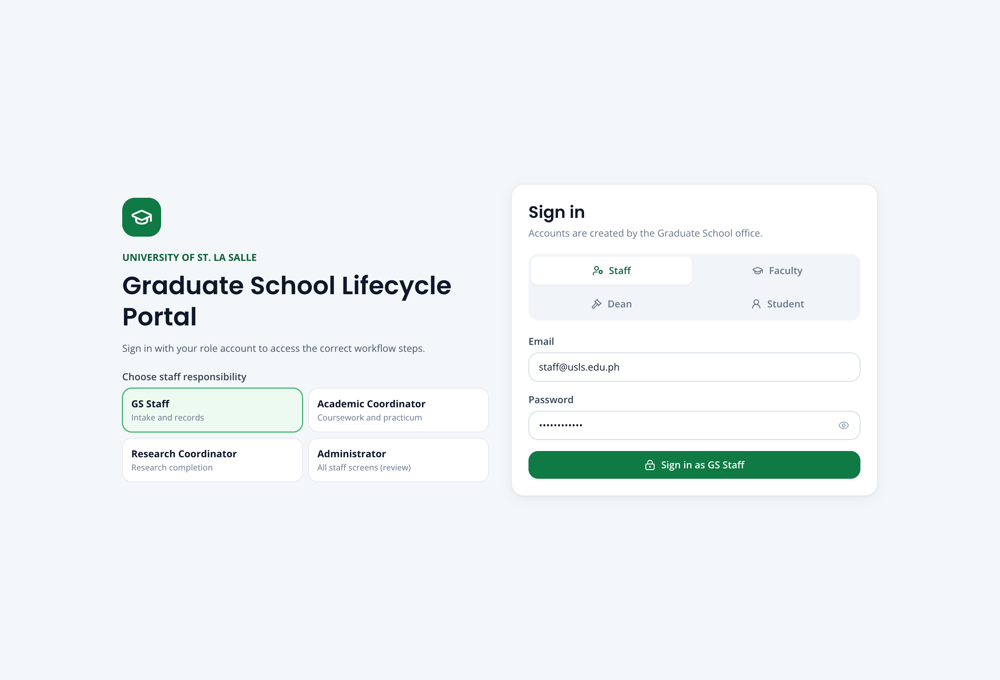 UNIVERSITY OF ST. LA SALLE
Graduate School Lifecycle
Portal
Sign in with your role account to access the correct workflow steps.
Choose staff responsibility
GS Staff
Intake and records
Academic Coordinator
Coursework and practicum
Research Coordinator
Research completion
Administrator
All staff screens (review)
Sign in
Accounts are created by the Graduate School office.
Staff
Faculty
Dean
Student
Email
staff@usls.edu.ph
Password
••••••••••••
Sign in as GS Staff